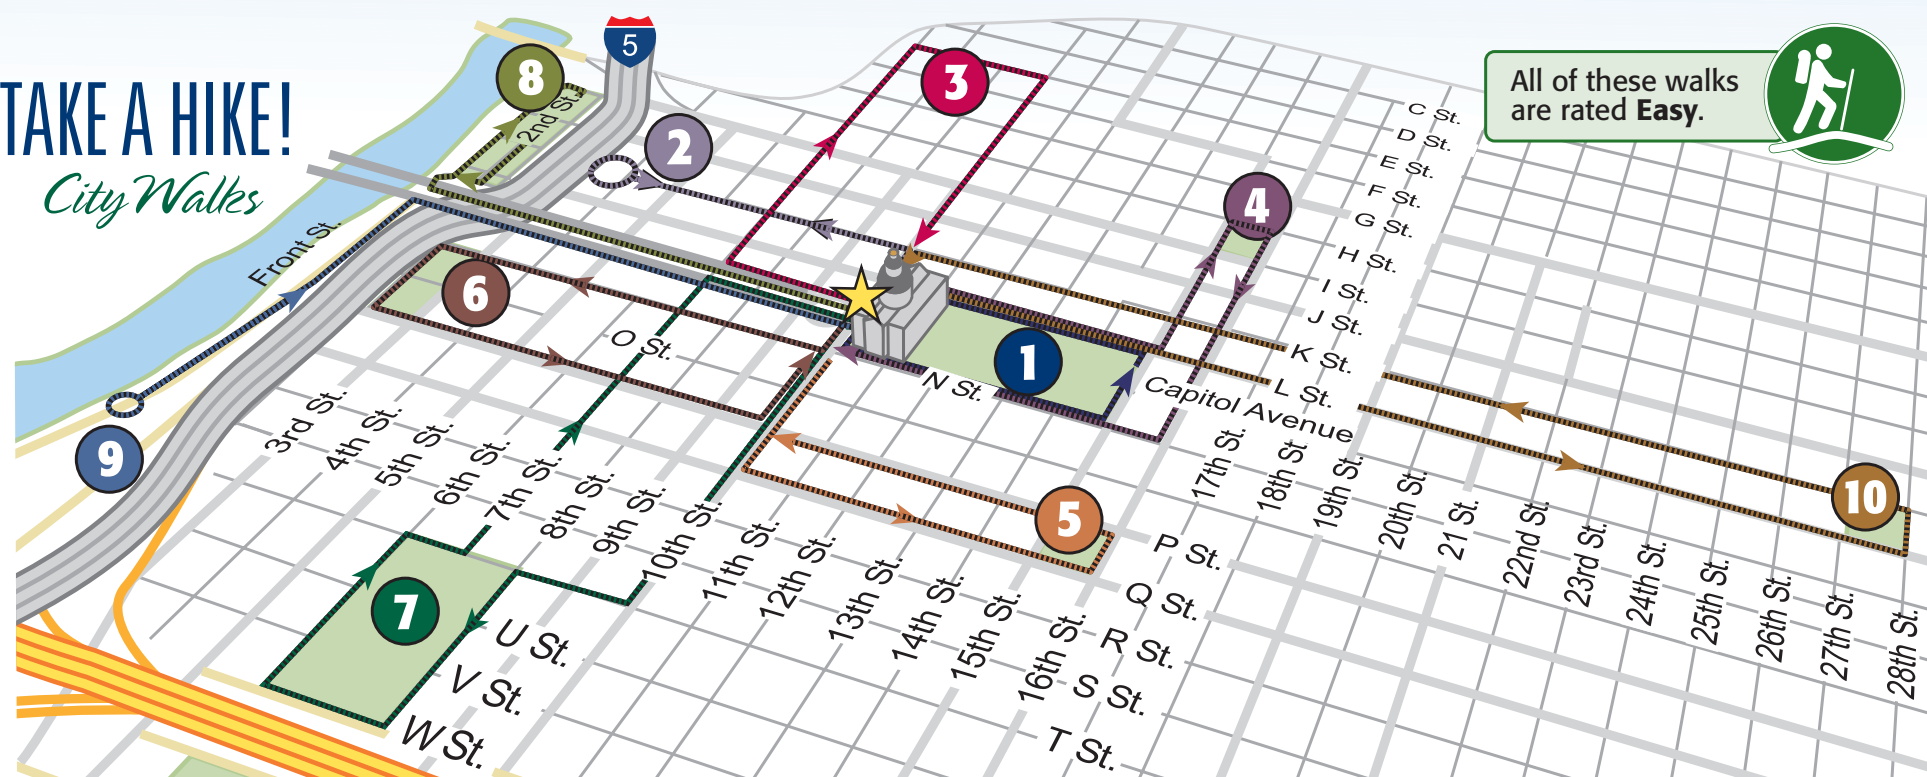 TAKE A HIKE!
City Walks
All of these walks
are rated Easy.
5
8
2nd St.
2
3
4
6
1
9
5
10
7
Front St.
C St.
D St.
E St.
F St.
G St.
H St.
I St.
J St.
K St.
L St.
Capitol Avenue
N St.
O St.
P St.
Q St.
R St.
S St.
T St.
U St.
V St.
W St.
3rd St.
4th St.
5th St.
6th St.
7th St.
8th St.
9th St.
10th St.
11th St.
12th St.
13th St.
14th St.
15th St.
16th St.
17th St.
18th St.
19th St.
20th St.
21 St.
22nd St.
23rd St.
24th St.
25th St.
26th St.
27th St.
28th St.